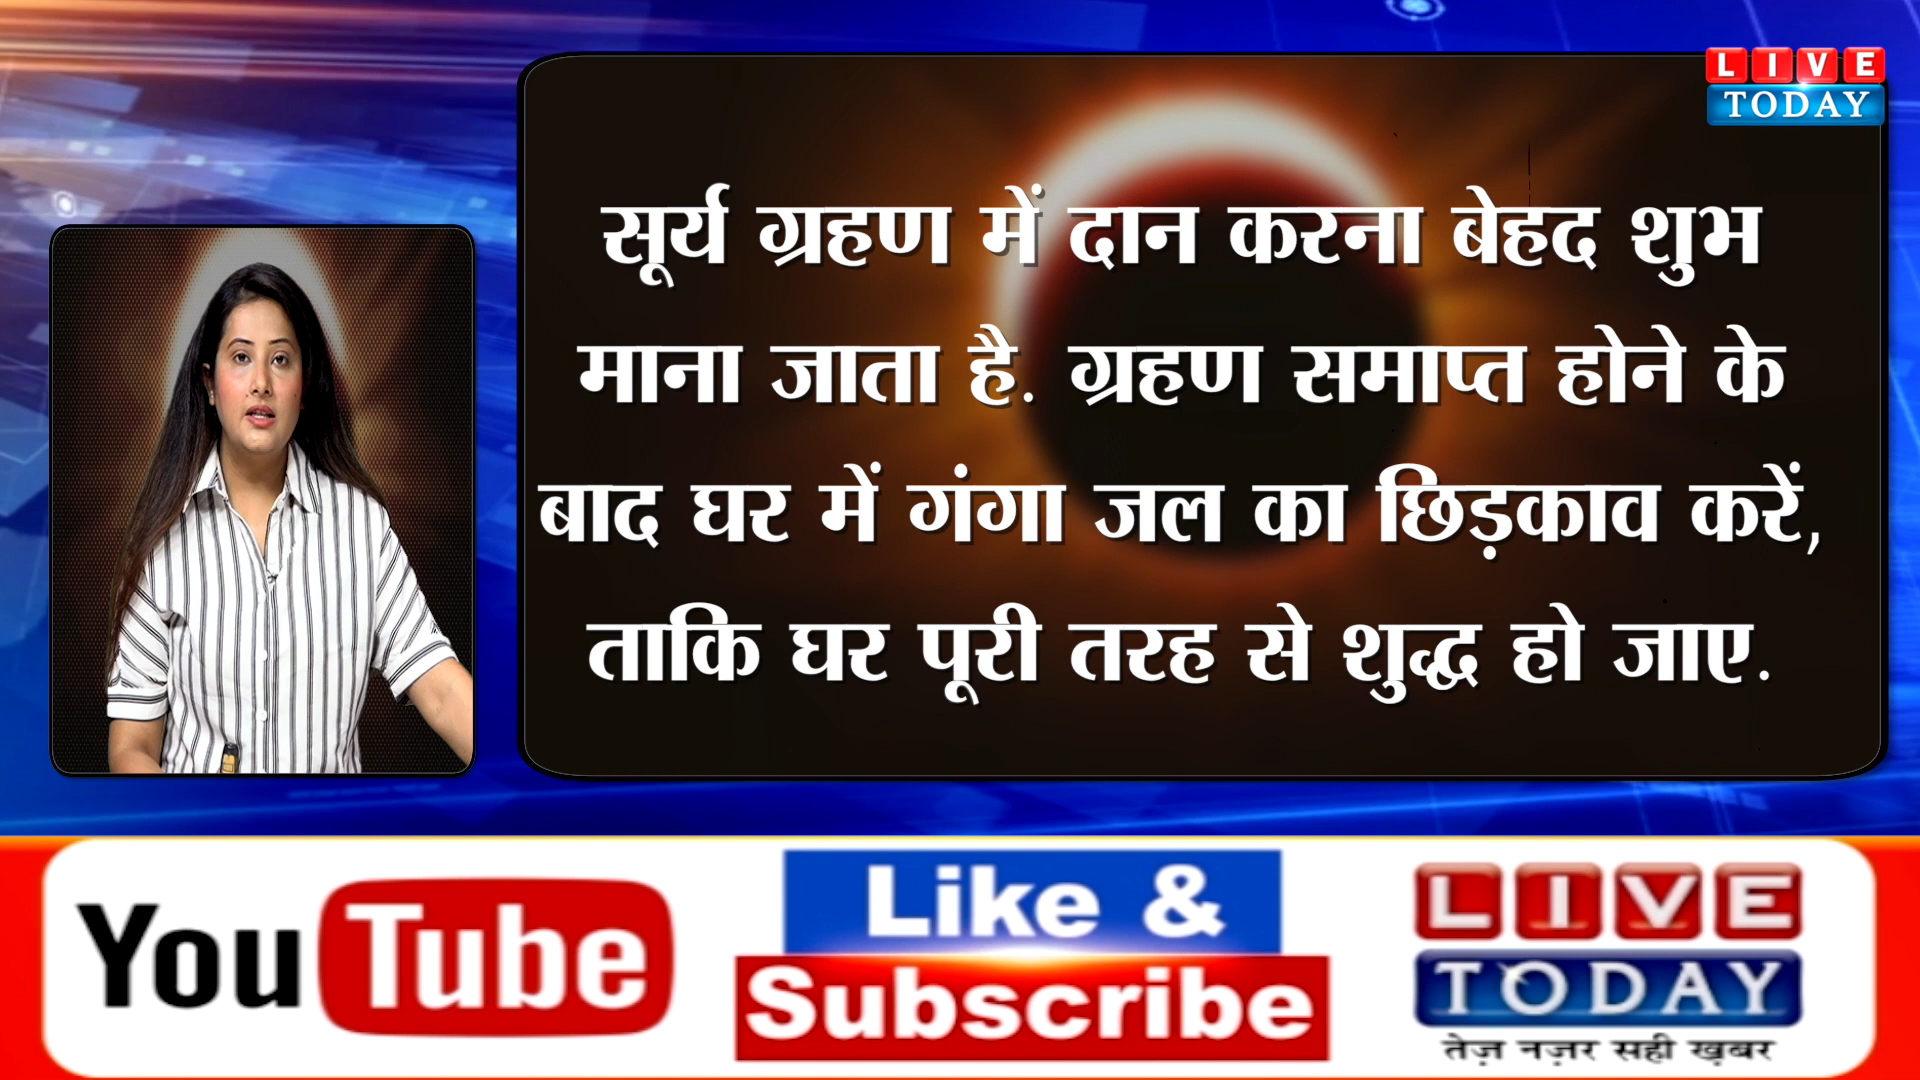 LIVE
TODAY
सूर्य ग्रहण में दान करना बेहद शुभ
माना जाता है. ग्रहण समाप्त होने के
बाद घर में गंगा जल का छिड़काव करें,
ताकि घर पूरी तरह से शुद्ध हो जाए.
YouTube
Like &
Subscribe
LIVE
TODAY
तेज़ नज़र सही ख़बर